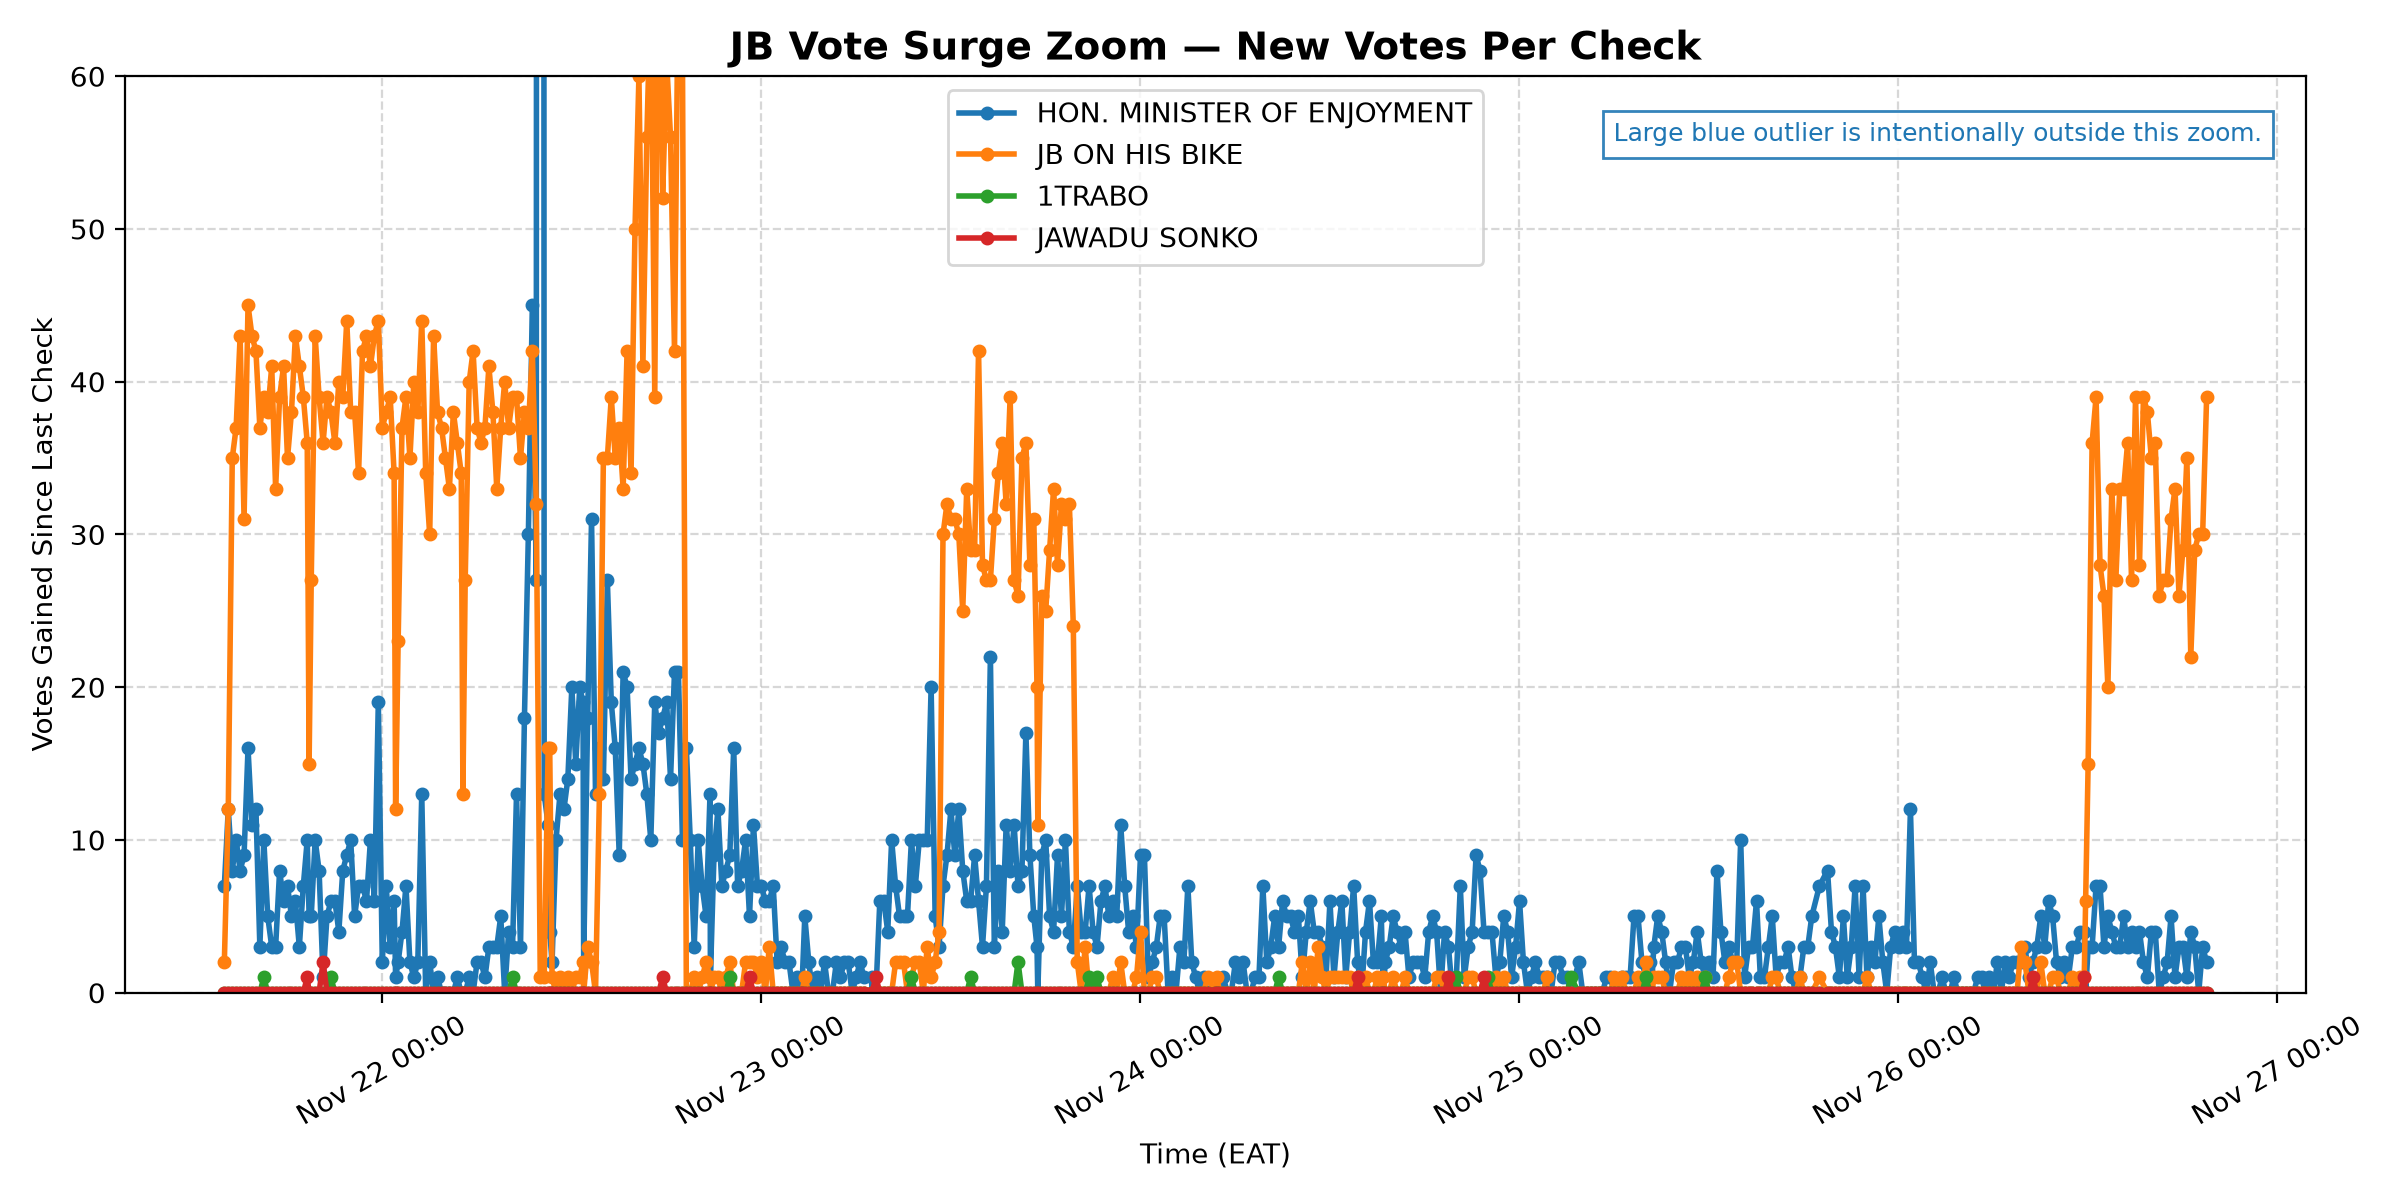 JB Vote Surge Zoom — New Votes Per Check
60
50
40
30
20
10
0
Votes Gained Since Last Check
HON. MINISTER OF ENJOYMENT
JB ON HIS BIKE
1TRABO
JAWADU SONKO
Large blue outlier is intentionally outside this zoom.
Nov 22 00:00
Nov 23 00:00
Nov 24 00:00
Nov 25 00:00
Nov 26 00:00
Nov 27 00:00
Time (EAT)